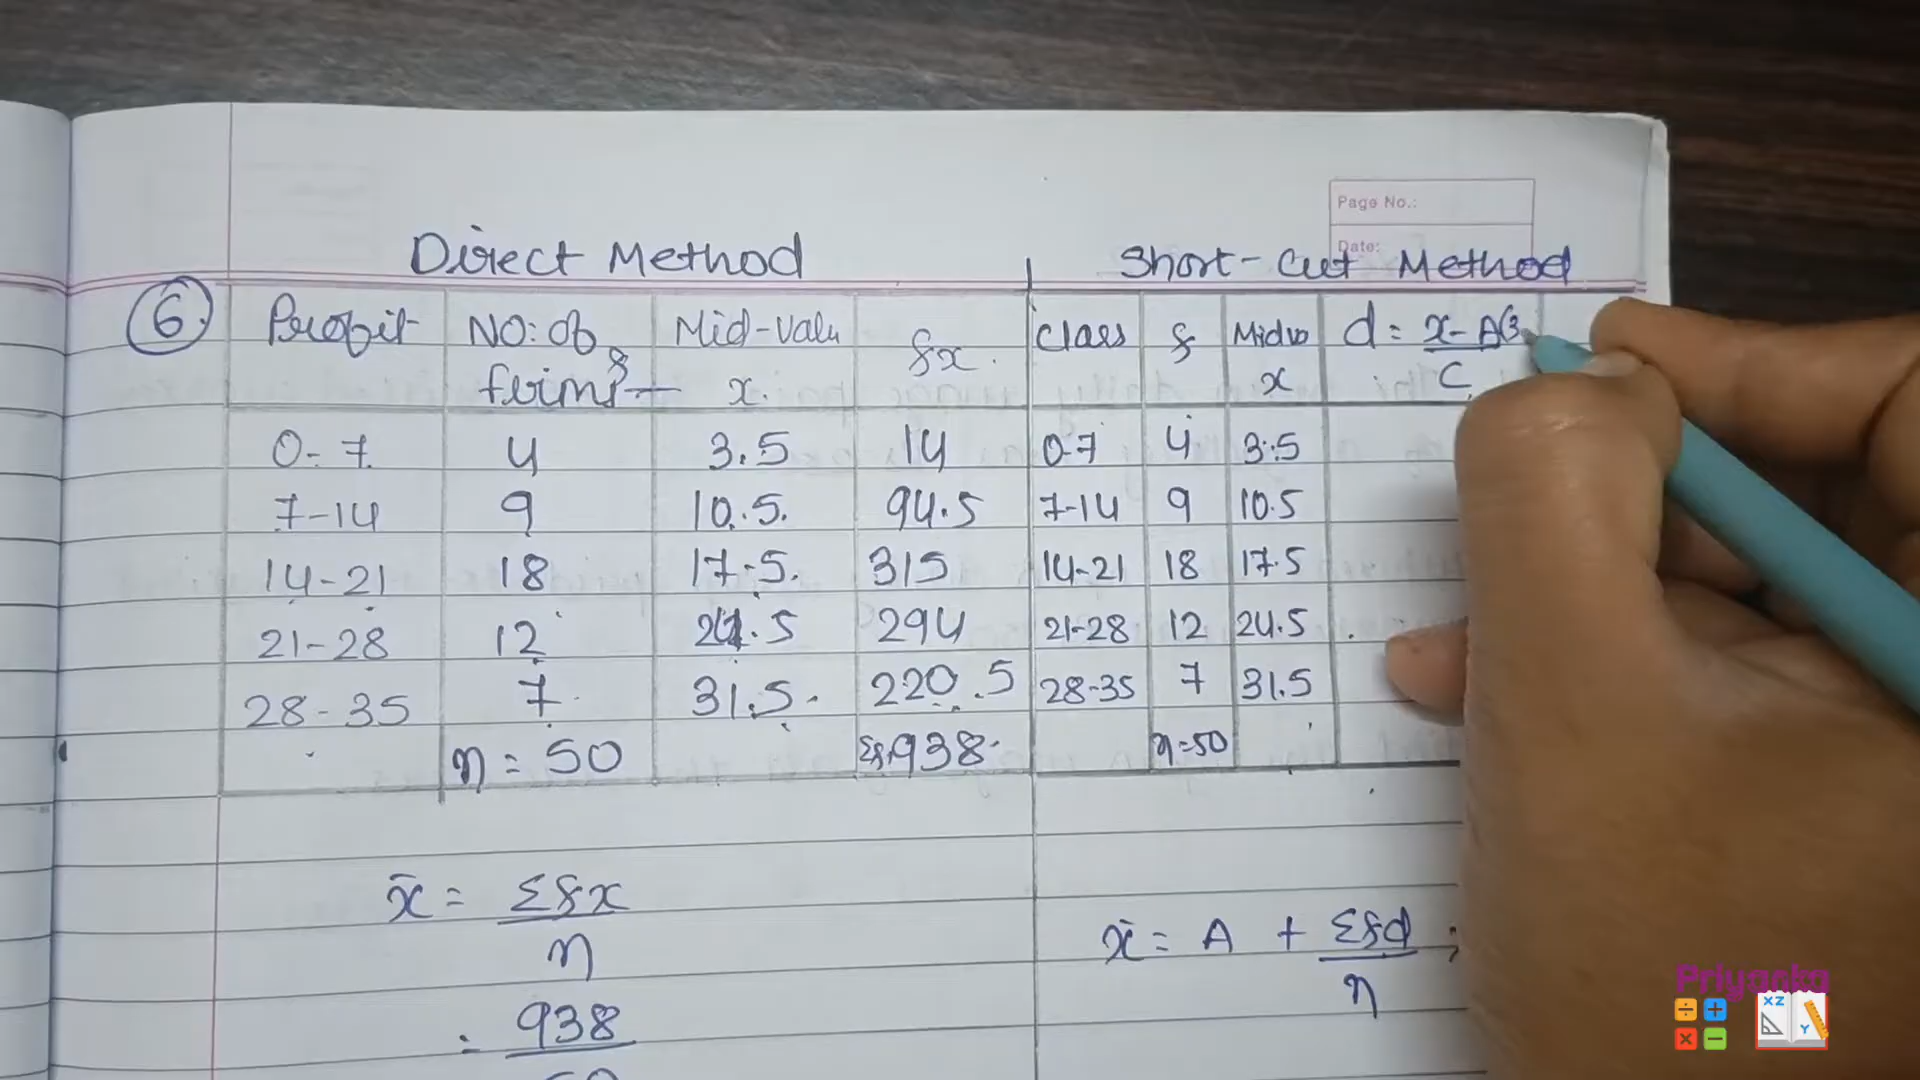 Page No.:
Date:
Direct Method
Short-Cut Method
6
Profit
No: of
firms f
Mid-Valu
x.
fx
Class
f
Midva
x
d = x - A(3
C
0-7 4 3.5 14 0-7 4 3.5
7-14 9 10.5 94.5 7-14 9 10.5
14-21 18 17.5 315 14-21 18 17.5
21-28 12 24.5 294 21-28 12 24.5
28-35 7 31.5 220.5 28-35 7 31.5
n = 50 938 n=50
x̄ = Σfx
n
= 938
x̄ = A + Σfd
n
Priyanka
XZ
Y